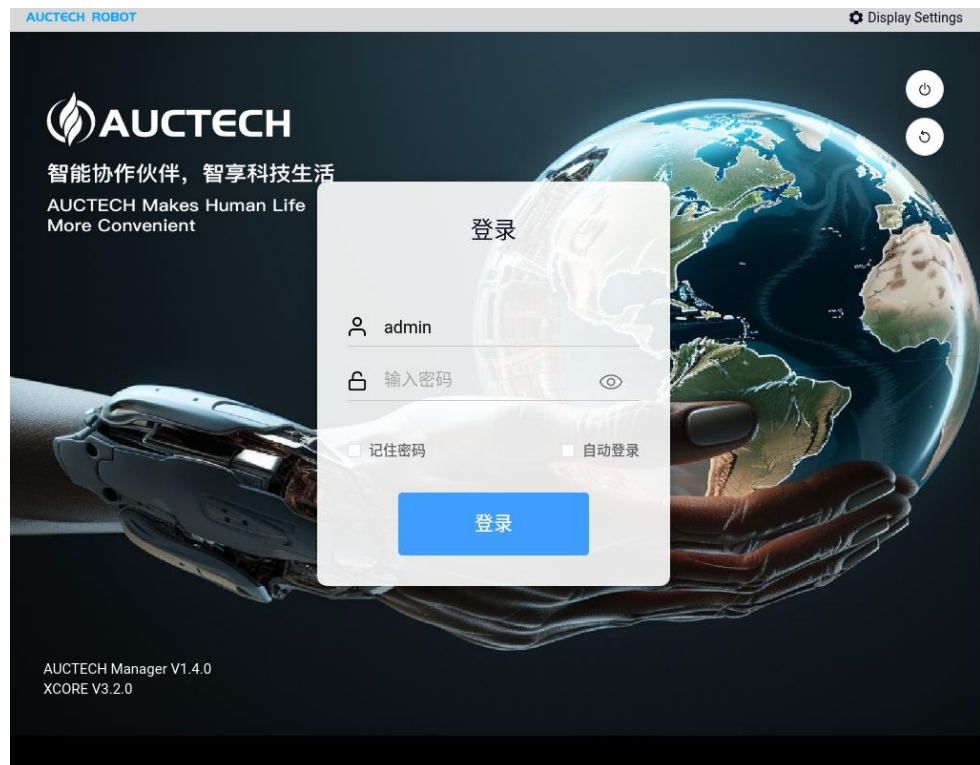 AUCTECH ROBOT
Display Settings
AUCTECH
智能协作伙伴，智享科技生活
AUCTECH Makes Human Life
More Convenient
登录
admin
输入密码
记住密码
自动登录
登录
AUCTECH Manager V1.4.0
XCORE V3.2.0